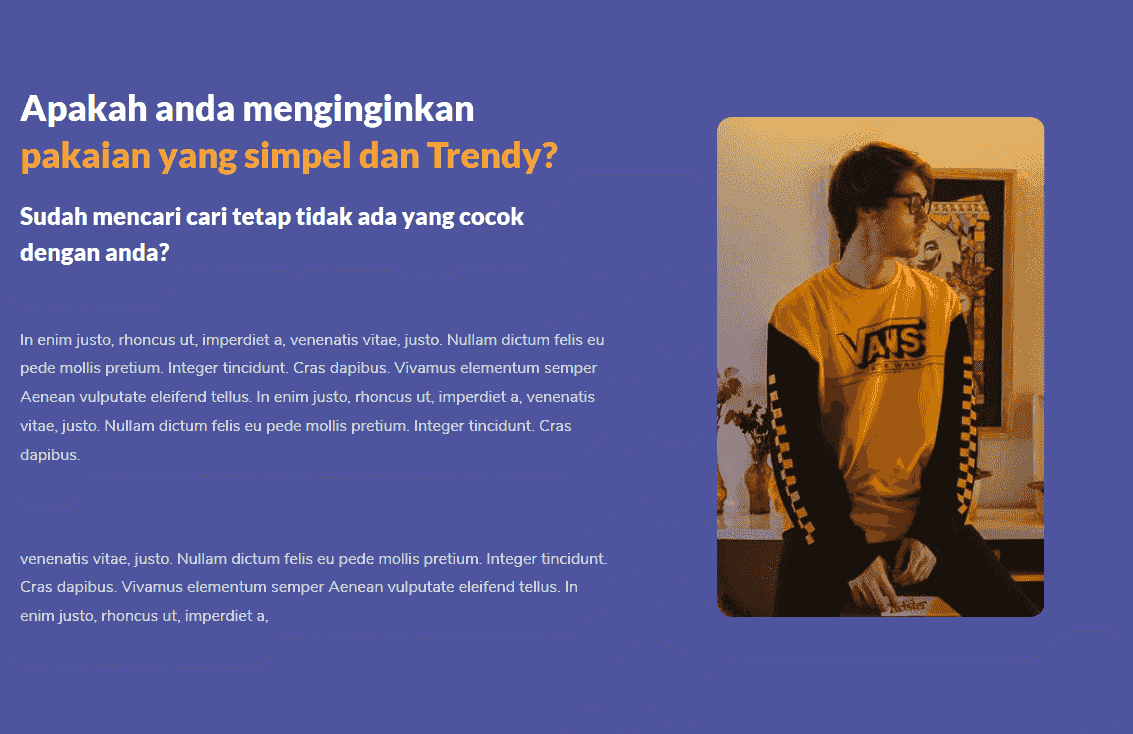 Apakah anda menginginkan
pakaian yang simpel dan Trendy?
Sudah mencari cari tetap tidak ada yang cocok
dengan anda?
In enim justo, rhoncus ut, imperdiet a, venenatis vitae, justo. Nullam dictum felis eu
pede mollis pretium. Integer tincidunt. Cras dapibus. Vivamus elementum semper
Aenean vulputate eleifend tellus. In enim justo, rhoncus ut, imperdiet a, venenatis
vitae, justo. Nullam dictum felis eu pede mollis pretium. Integer tincidunt. Cras
dapibus.
venenatis vitae, justo. Nullam dictum felis eu pede mollis pretium. Integer tincidunt.
Cras dapibus. Vivamus elementum semper Aenean vulputate eleifend tellus. In
enim justo, rhoncus ut, imperdiet a,
VANS